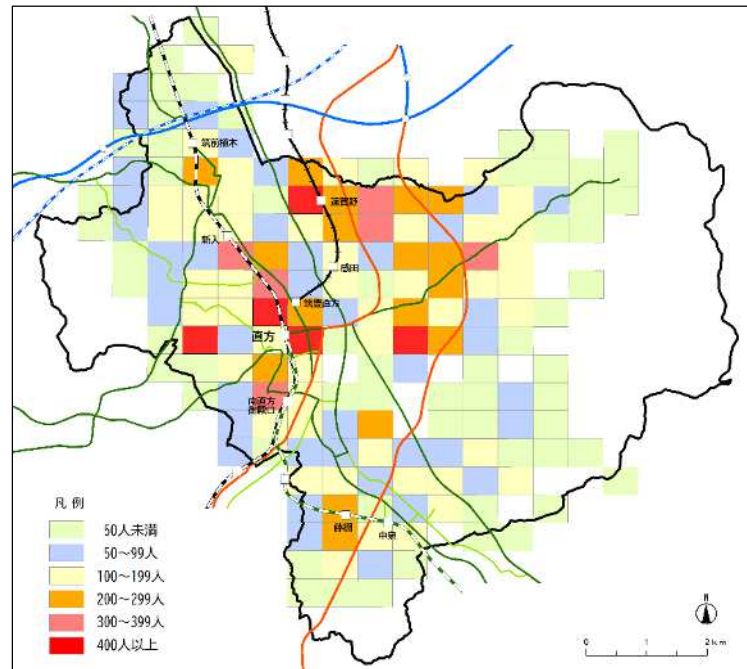 筑前植木
遠賀野
新入
感田
筑豊直方
直方
南直方
御殿口
中泉
凡例
50人未満
50～99人
100～199人
200～299人
300～399人
400人以上
N
0 1 2 km